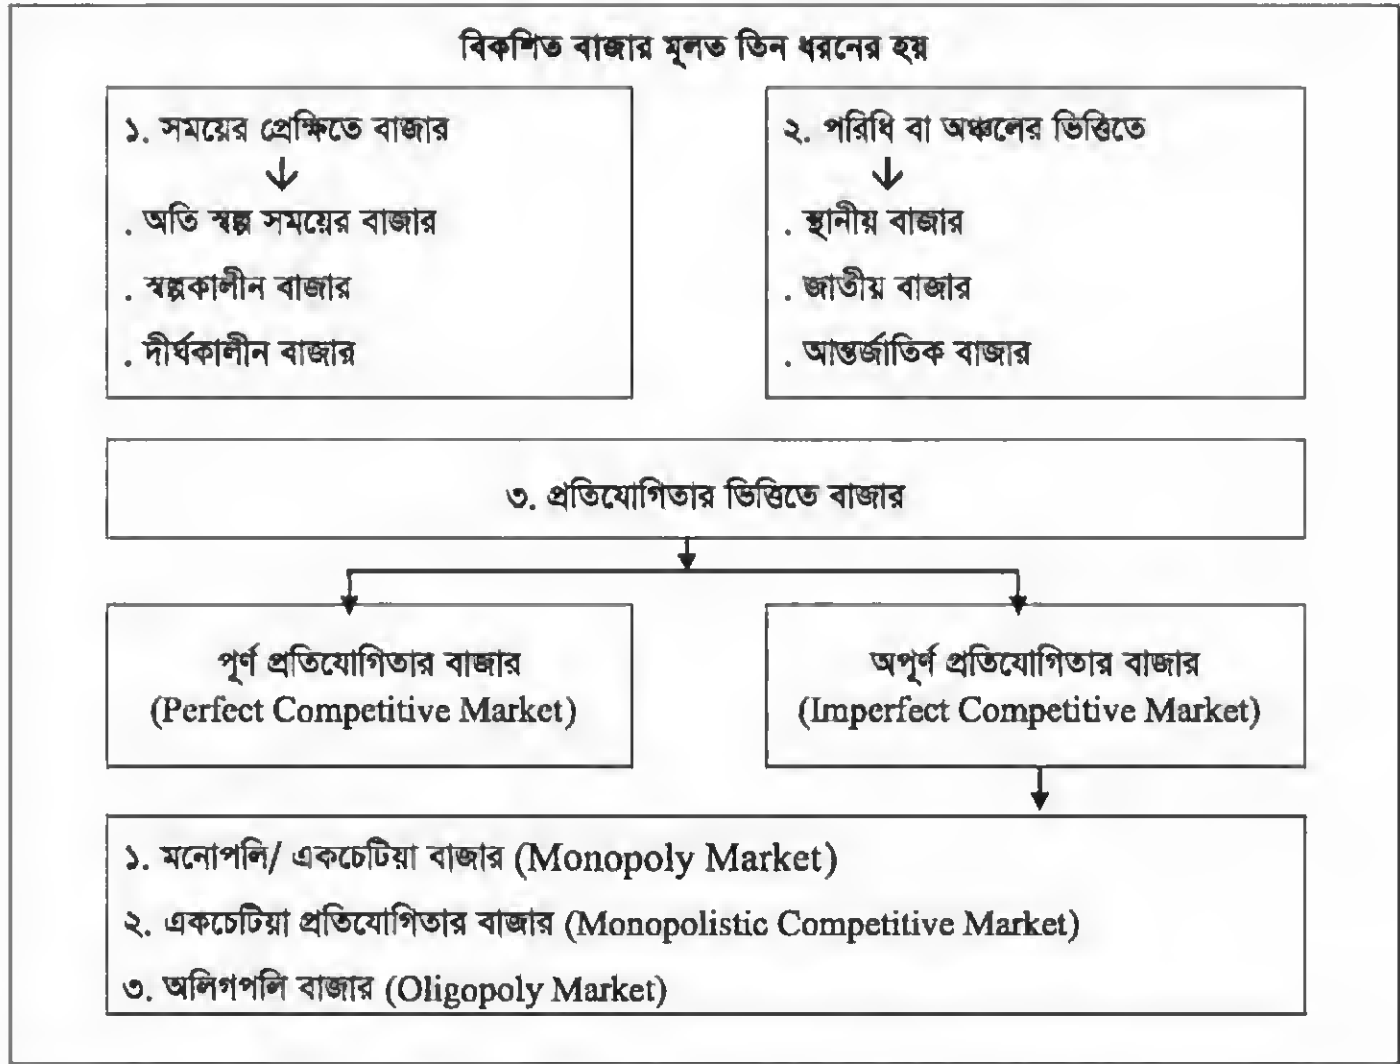 বিকশিত বাজার মূলত তিন ধরনের হয়
১. সময়ের প্রেক্ষিতে বাজার
. অতি স্বল্প সময়ের বাজার
. স্বল্পকালীন বাজার
. দীর্ঘকালীন বাজার
২. পরিধি বা অঞ্চলের ভিত্তিতে
. স্থানীয় বাজার
. জাতীয় বাজার
. আন্তর্জাতিক বাজার
৩. প্রতিযোগিতার ভিত্তিতে বাজার
পূর্ণ প্রতিযোগিতার বাজার
(Perfect Competitive Market)
অপূর্ণ প্রতিযোগিতার বাজার
(Imperfect Competitive Market)
১. মনোপলি/ একচেটিয়া বাজার (Monopoly Market)
২. একচেটিয়া প্রতিযোগিতার বাজার (Monopolistic Competitive Market)
৩. অলিগপলি বাজার (Oligopoly Market)